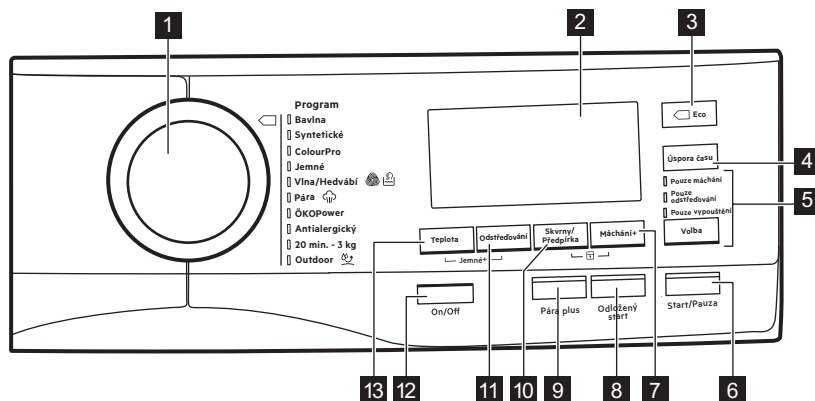 1
2
3
Program
Bavlna
Syntetické
ColourPro
Jemné
Vlna/Hedvábí
Pára
ÖKOPower
Antialergický
20 min. - 3 kg
Outdoor
Eco
Úspora času
4
Pouze máchání
Pouze
odstřeďování
Pouze vypouštění
5
Volba
Teplota
Odstřeďování
Skvrny/
Předpírka
Máchání+
Jemné+
On/Off
Pára plus
Odložený
start
Start/Pauza
13
12
11
10
9
8
7
6